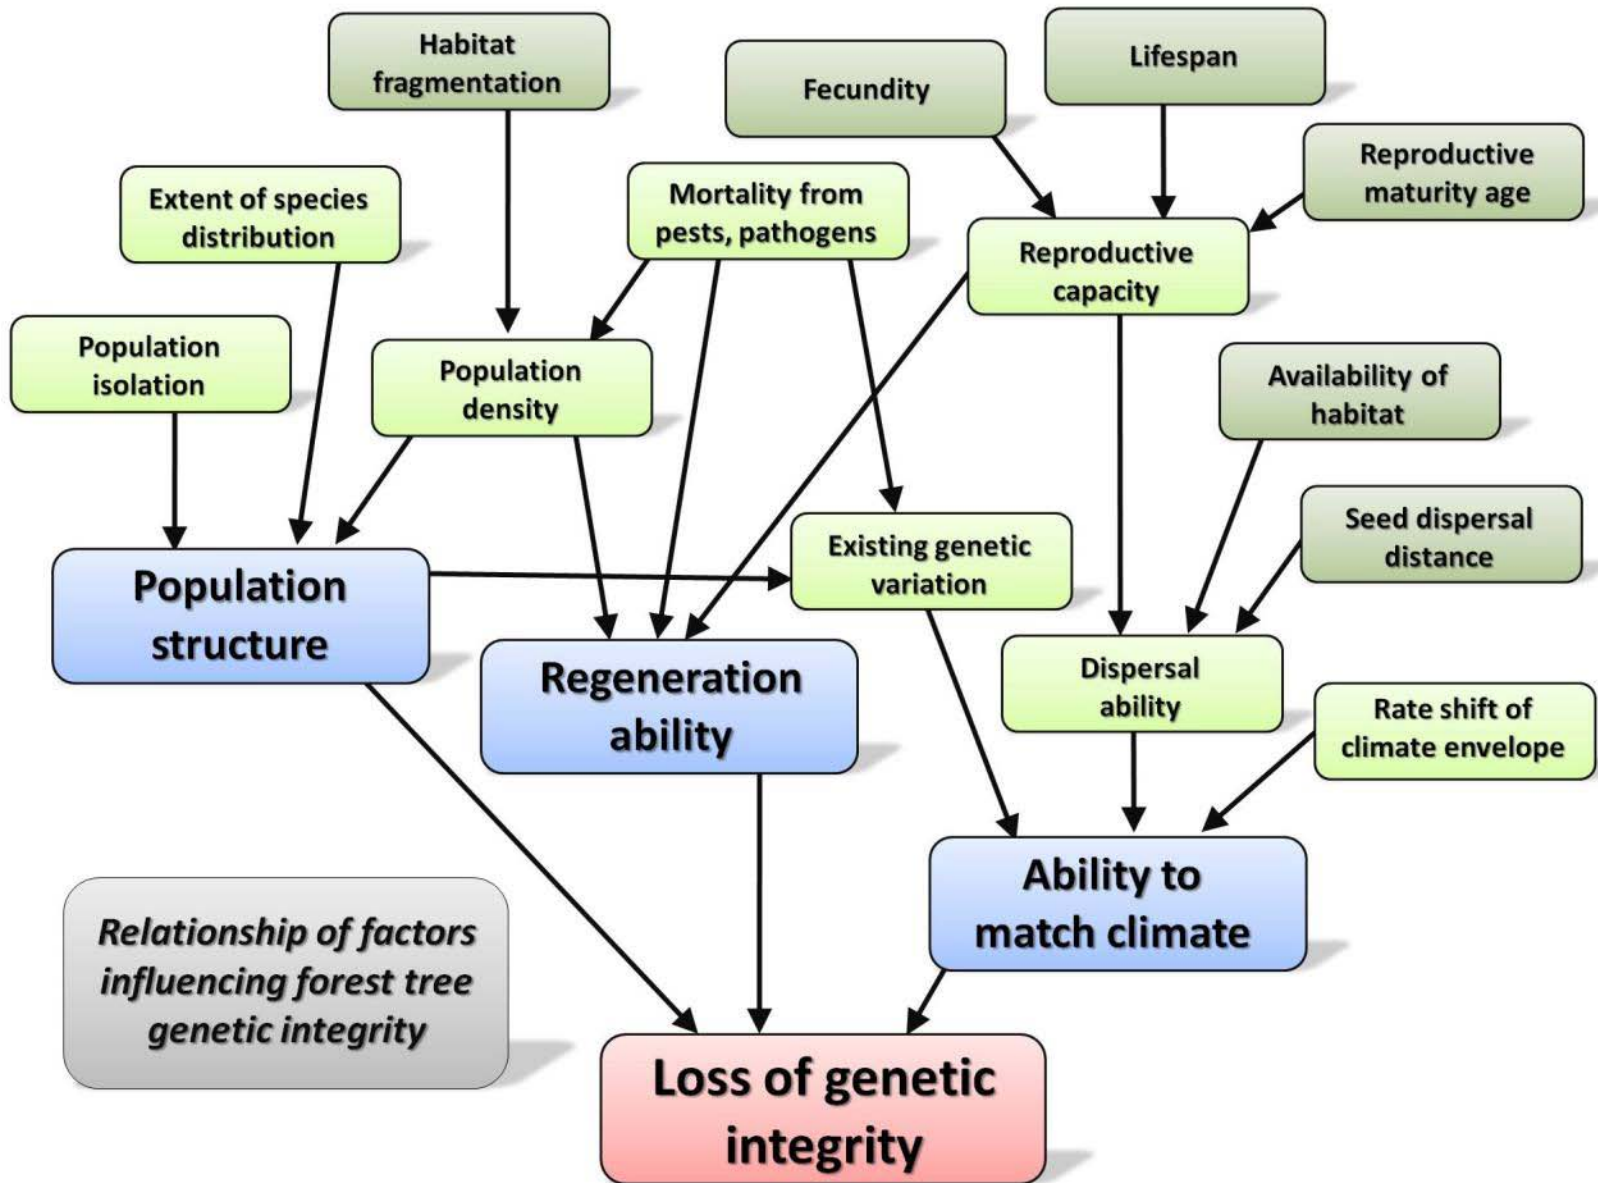 Habitat
fragmentation
Fecundity
Lifespan
Reproductive
maturity age
Extent of species
distribution
Mortality from
pests, pathogens
Reproductive
capacity
Population
isolation
Population
density
Availability of
habitat
Existing genetic
variation
Seed dispersal
distance
Population
structure
Regeneration
ability
Dispersal
ability
Rate shift of
climate envelope
Ability to
match climate
Relationship of factors
influencing forest tree
genetic integrity
Loss of genetic
integrity